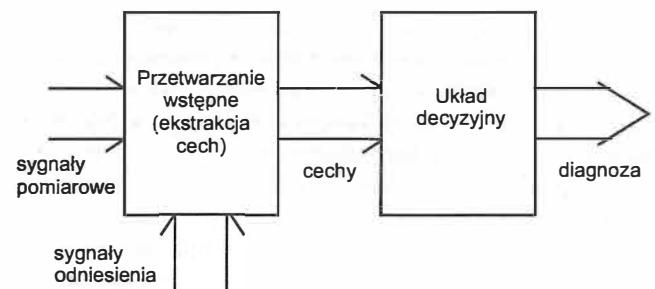 Przetwarzanie
wstępne
(ekstrakcja
cech)
Układ
decyzyjny
sygnały
pomiarowe
cechy
diagnoza
sygnały
odniesienia